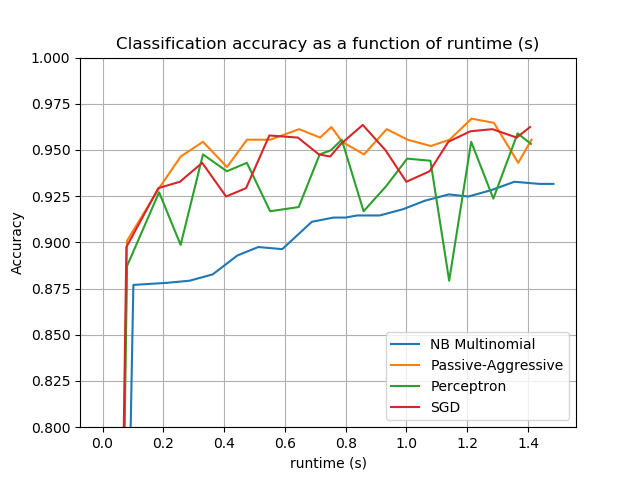 Classification accuracy as a function of runtime (s)
1.000
0.975
0.950
0.925
0.900
0.875
0.850
0.825
0.800
Accuracy
0.0 0.2 0.4 0.6 0.8 1.0 1.2 1.4
runtime (s)
NB Multinomial
Passive-Aggressive
Perceptron
SGD